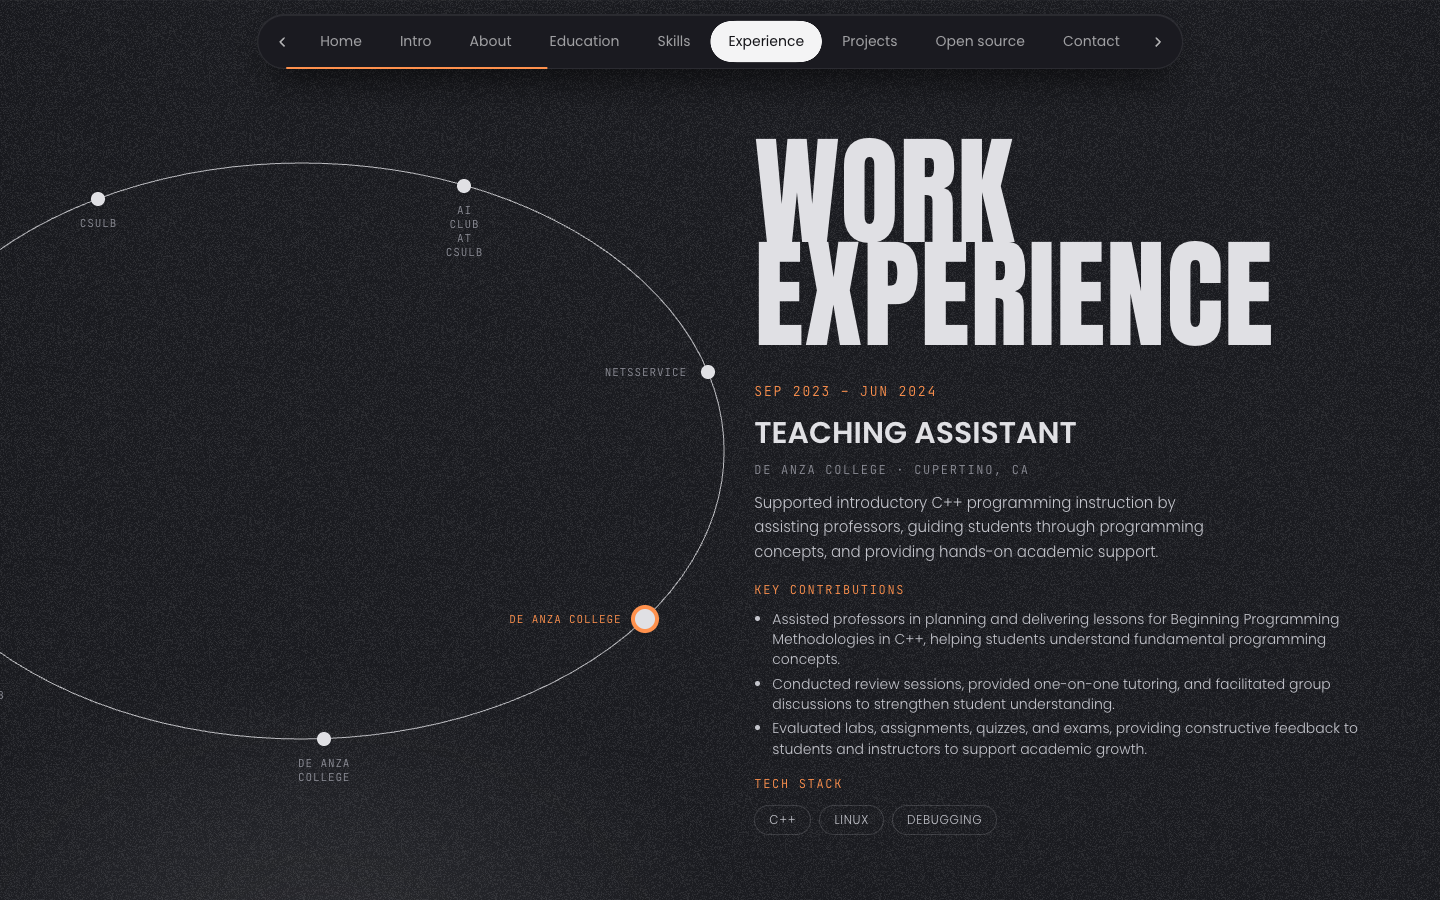 Home Intro About Education Skills Experience Projects Open source Contact
CSULB
AI
CLUB
AT
CSULB
NETSSERVICE
DE ANZA COLLEGE
DE ANZA
COLLEGE
WORK
EXPERIENCE
SEP 2023 – JUN 2024
TEACHING ASSISTANT
DE ANZA COLLEGE · CUPERTINO, CA
Supported introductory C++ programming instruction by
assisting professors, guiding students through programming
concepts, and providing hands-on academic support.
KEY CONTRIBUTIONS
• Assisted professors in planning and delivering lessons for Beginning Programming
Methodologies in C++, helping students understand fundamental programming
concepts.
• Conducted review sessions, provided one-on-one tutoring, and facilitated group
discussions to strengthen student understanding.
• Evaluated labs, assignments, quizzes, and exams, providing constructive feedback to
students and instructors to support academic growth.
TECH STACK
C++ LINUX DEBUGGING